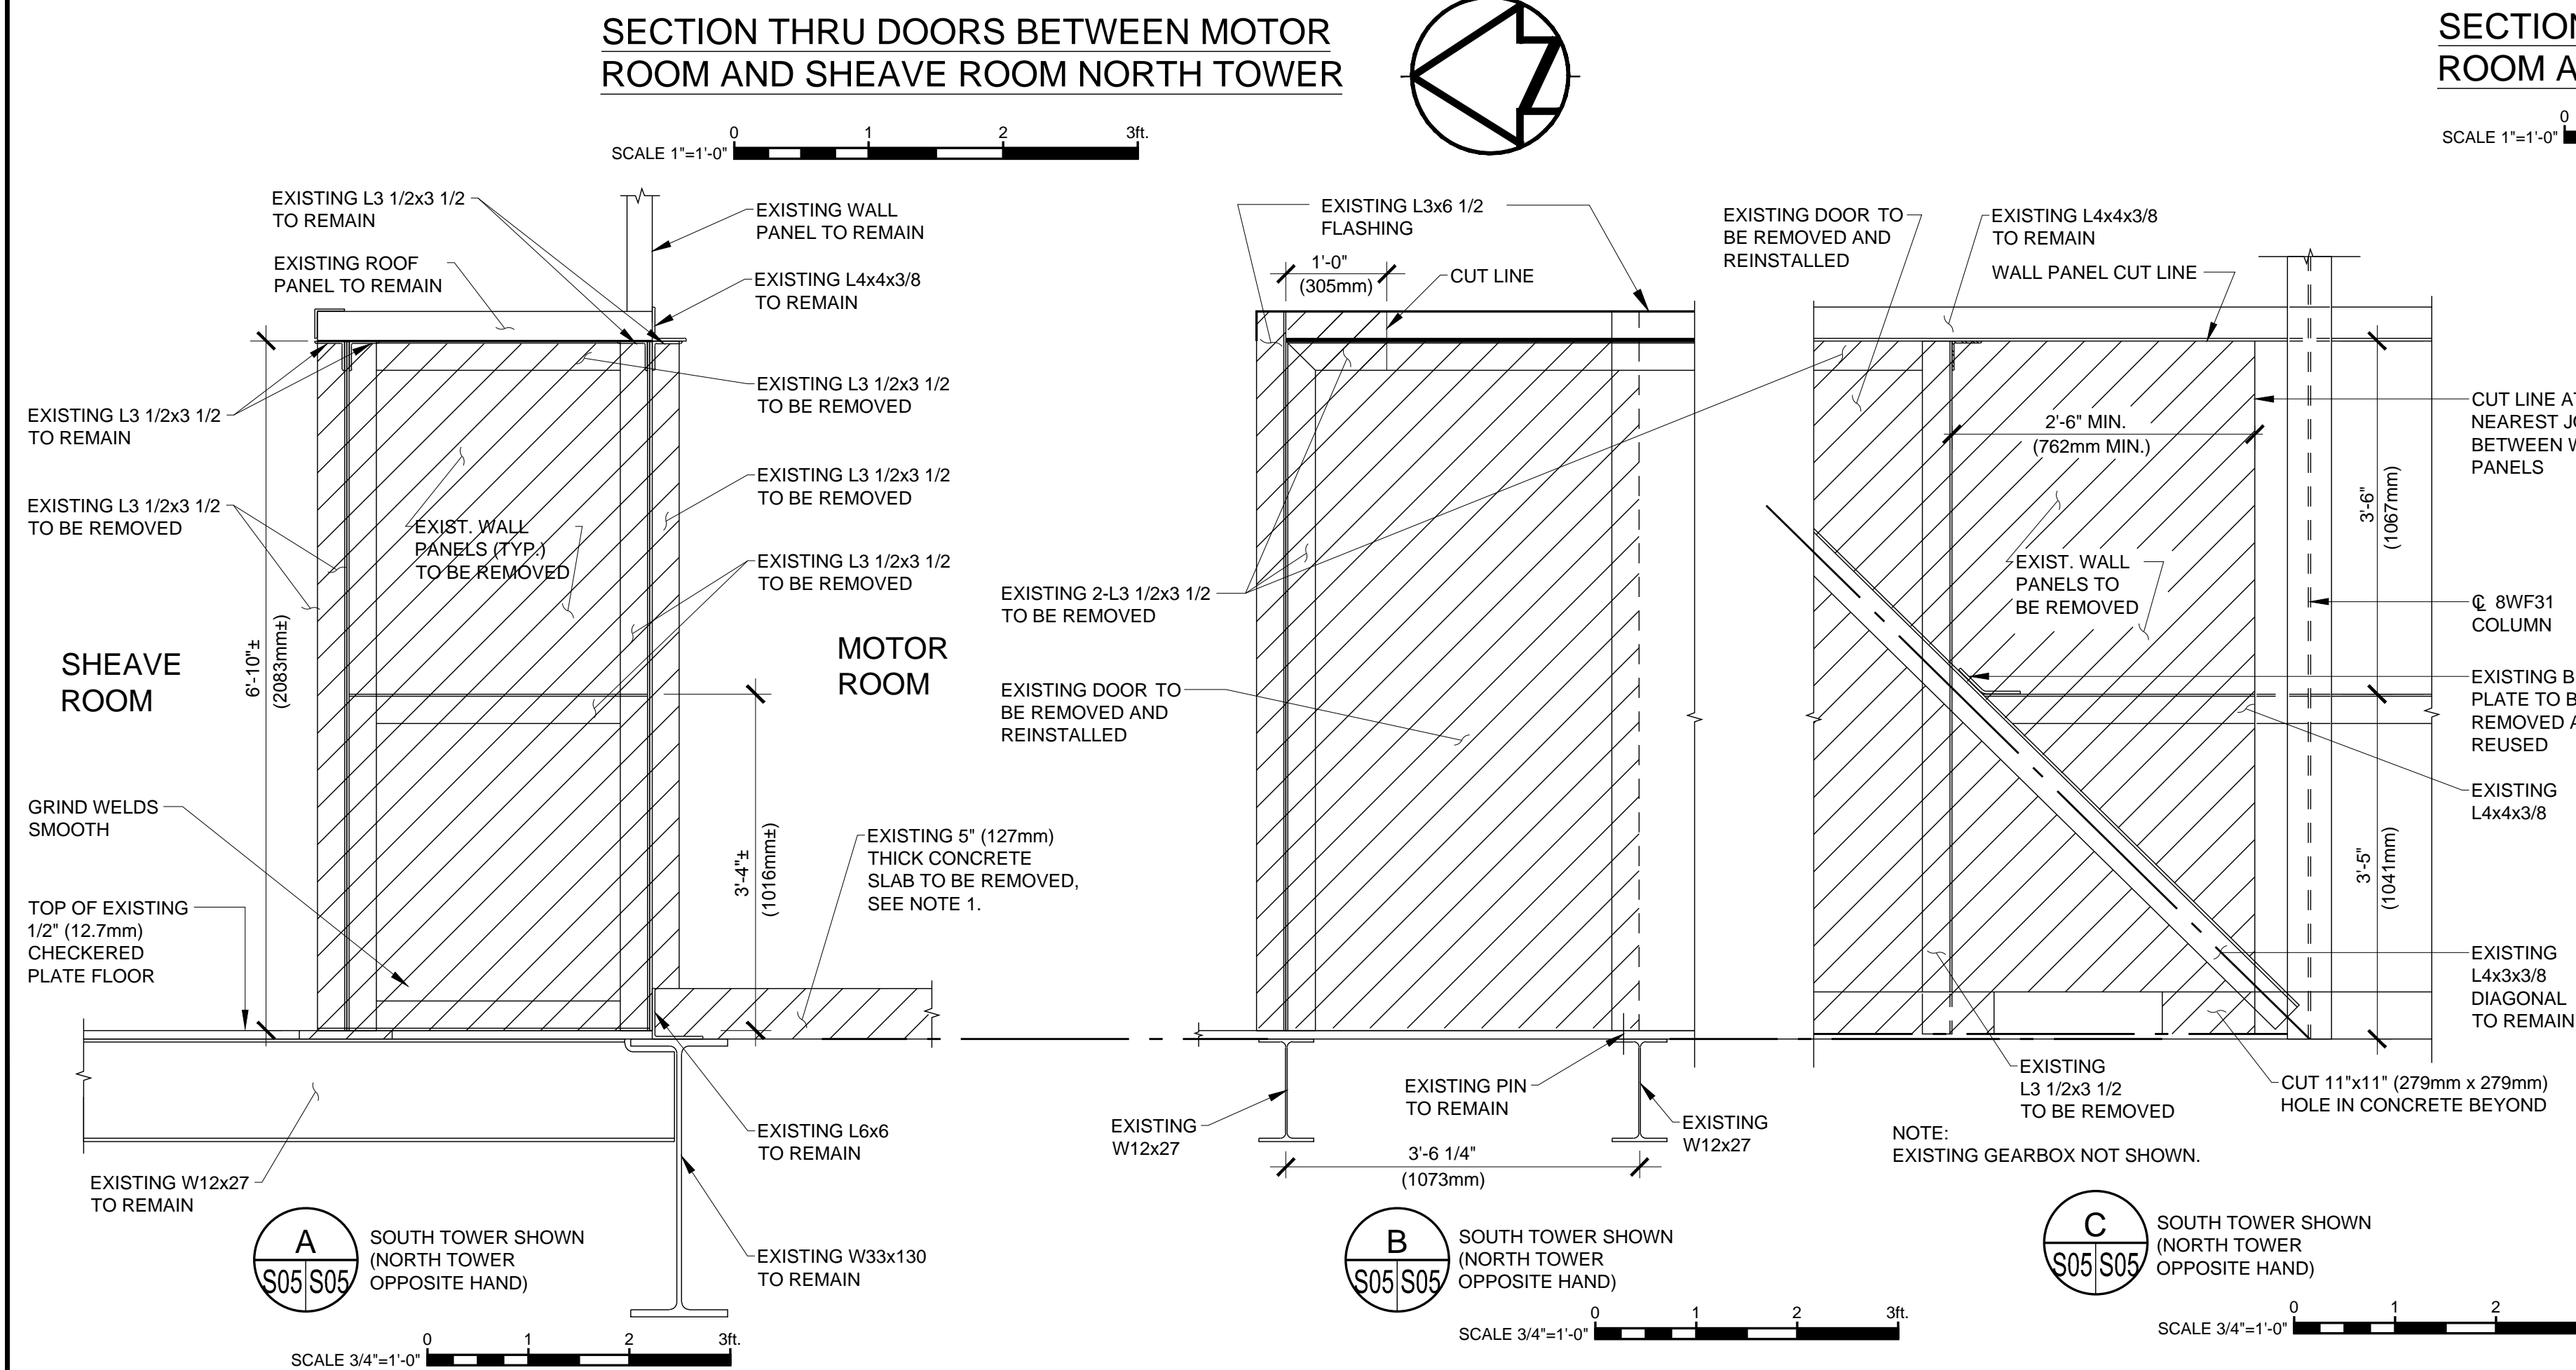 SECTION THRU DOORS BETWEEN MOTOR
ROOM AND SHEAVE ROOM NORTH TOWER
SCALE 1"=1'-0"
0 1 2 3ft.
N
ROOM
SCALE 1"=1'-0"
0
EXISTING L3 1/2x3 1/2
TO REMAIN
EXISTING ROOF
PANEL TO REMAIN
EXISTING WALL
PANEL TO REMAIN
EXISTING L4x4x3/8
TO REMAIN
EXISTING L3 1/2x3 1/2
TO BE REMOVED
EXISTING L3 1/2x3 1/2
TO REMAIN
EXISTING L3 1/2x3 1/2
TO BE REMOVED
EXISTING L3 1/2x3 1/2
TO BE REMOVED
EXIST. WALL
PANELS (TYP.)
TO BE REMOVED
EXISTING L3 1/2x3 1/2
TO BE REMOVED
SHEAVE
ROOM
6'-10"±
(2083mm±)
MOTOR
ROOM
GRIND WELDS
SMOOTH
3'-4"±
(1016mm±)
EXISTING 5" (127mm)
THICK CONCRETE
SLAB TO BE REMOVED,
SEE NOTE 1.
TOP OF EXISTING
1/2" (12.7mm)
CHECKERED
PLATE FLOOR
EXISTING L6x6
TO REMAIN
EXISTING W12x27
TO REMAIN
EXISTING W33x130
TO REMAIN
A
S05 S05
SOUTH TOWER SHOWN
(NORTH TOWER
OPPOSITE HAND)
SCALE 3/4"=1'-0"
0 1 2 3ft.
EXISTING L3x6 1/2
FLASHING
1'-0"
(305mm)
CUT LINE
EXISTING 2-L3 1/2x3 1/2
TO BE REMOVED
EXISTING DOOR TO
BE REMOVED AND
REINSTALLED
EXISTING PIN
TO REMAIN
EXISTING
W12x27
EXISTING
W12x27
3'-6 1/4"
(1073mm)
B
S05 S05
SOUTH TOWER SHOWN
(NORTH TOWER
OPPOSITE HAND)
SCALE 3/4"=1'-0"
0 1 2 3ft.
EXISTING DOOR TO
BE REMOVED AND
REINSTALLED
EXISTING L4x4x3/8
TO REMAIN
WALL PANEL CUT LINE
2'-6" MIN.
(762mm MIN.)
CUT LINE
NEAREST
BETWEEN
PANELS
3'-6"
(1067mm)
EXIST. WALL
PANELS TO
BE REMOVED
℄ 8WF31
COLUMN
EXISTING
PLATE TO
REMOVED
REUSED
EXISTING
L4x4x3/8
3'-5"
(1041mm)
EXISTING
L4x3x3/8
DIAGONAL
TO REMAIN
EXISTING
L3 1/2x3 1/2
TO BE REMOVED
CUT 11"x11" (279mm x 279mm)
HOLE IN CONCRETE BEYOND
NOTE:
EXISTING GEARBOX NOT SHOWN.
C
S05 S05
SOUTH TOWER SHOWN
(NORTH TOWER
OPPOSITE HAND)
SCALE 3/4"=1'-0"
0 1 2